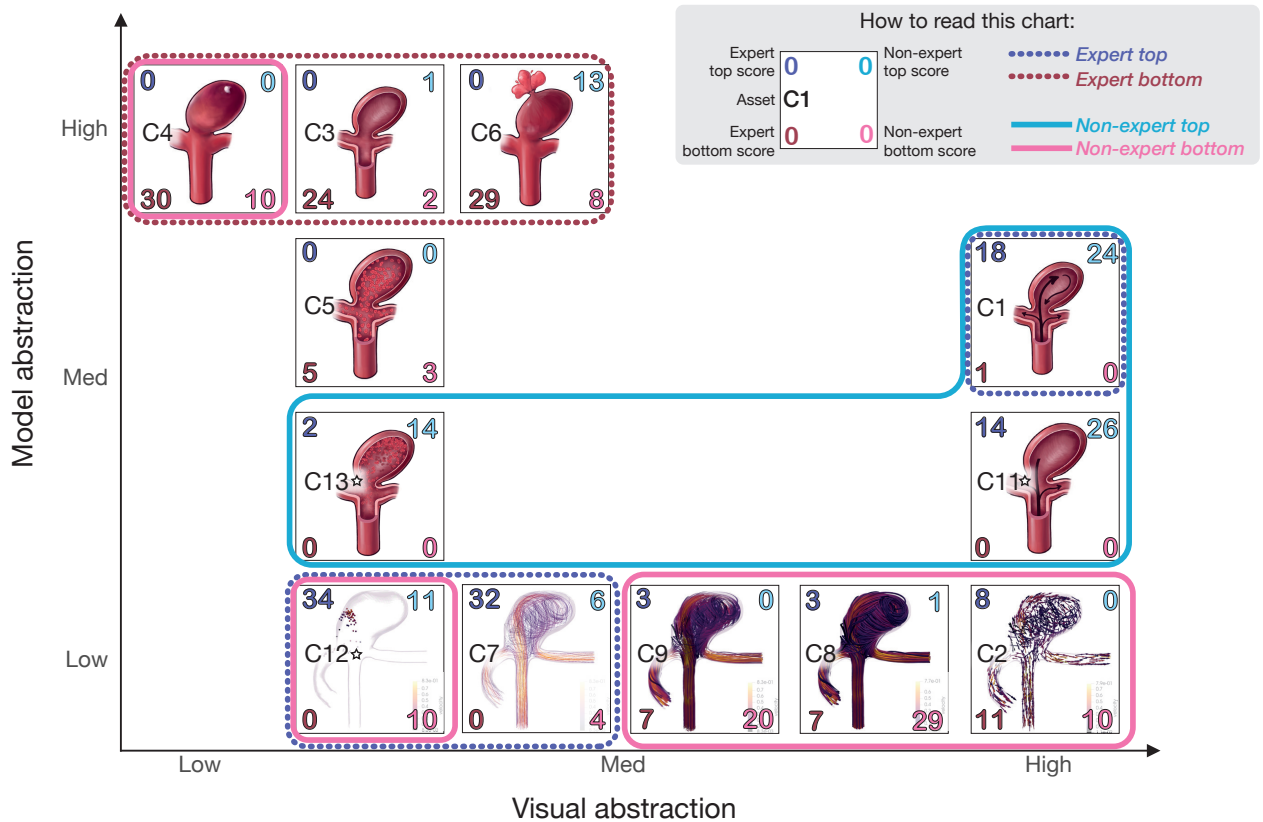 How to read this chart:
Expert top score
0
0
Non-expert top score
Asset
C1
Expert bottom score
0
0
Non-expert bottom score
Expert top
Expert bottom
Non-expert top
Non-expert bottom
Model abstraction
High
0 0
C4
30 10
0 1
C3
24 2
0 13
C6
29 8
Med
0 0
C5
5 3
18 24
C1
1 0
2 14
C13☆
0 0
14 26
C11☆
0 0
Low
34 11
C12☆
0 10
32 6
C7
0 4
3 0
C9
7 20
3 1
C8
7 29
8 0
C2
11 10
Low
Med
High
Visual abstraction